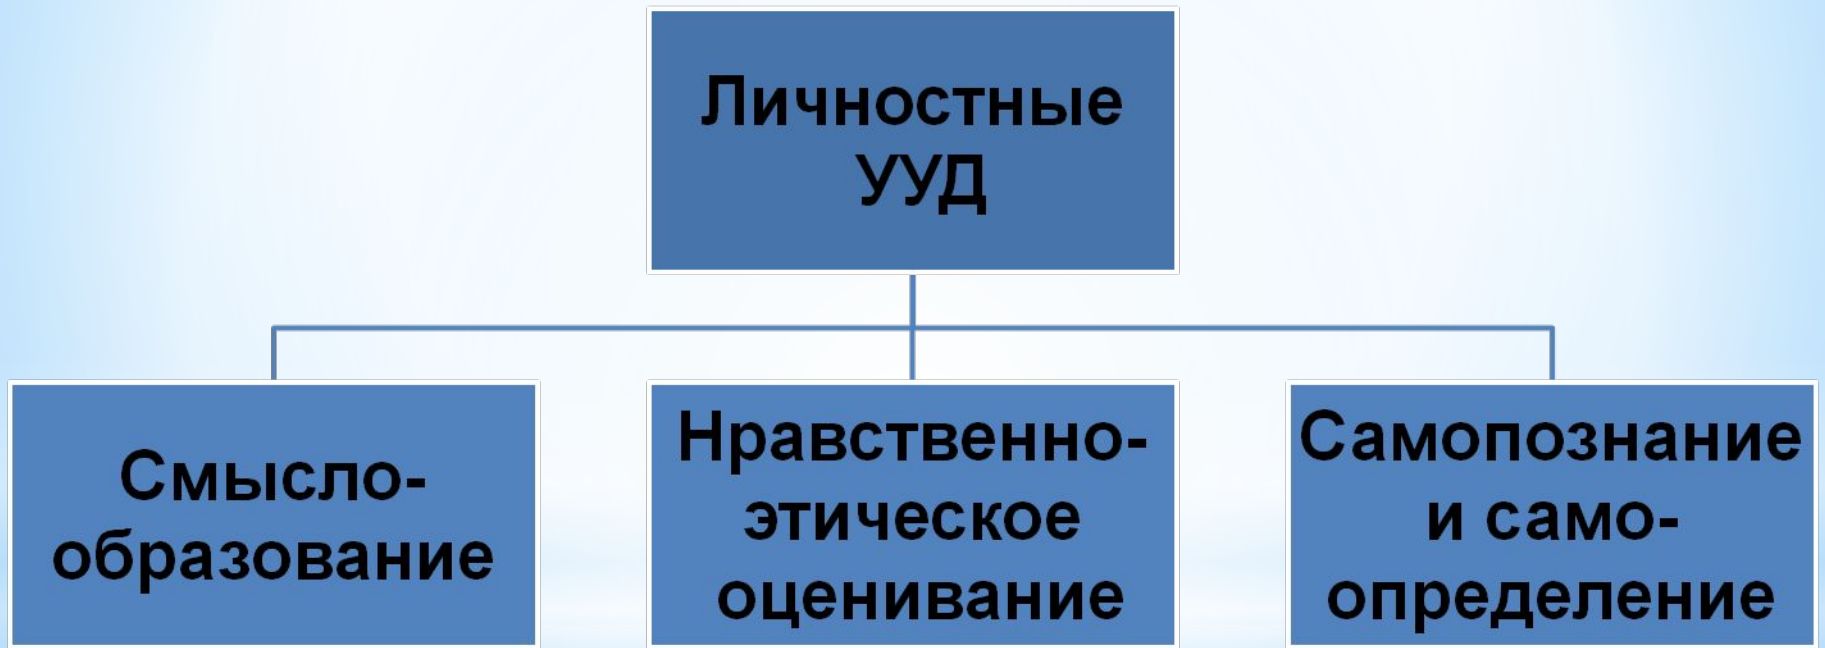 Личностные
УУД
Смысло-
образование
Нравственно-
этическое
оценивание
Самопознание
и само-
определение